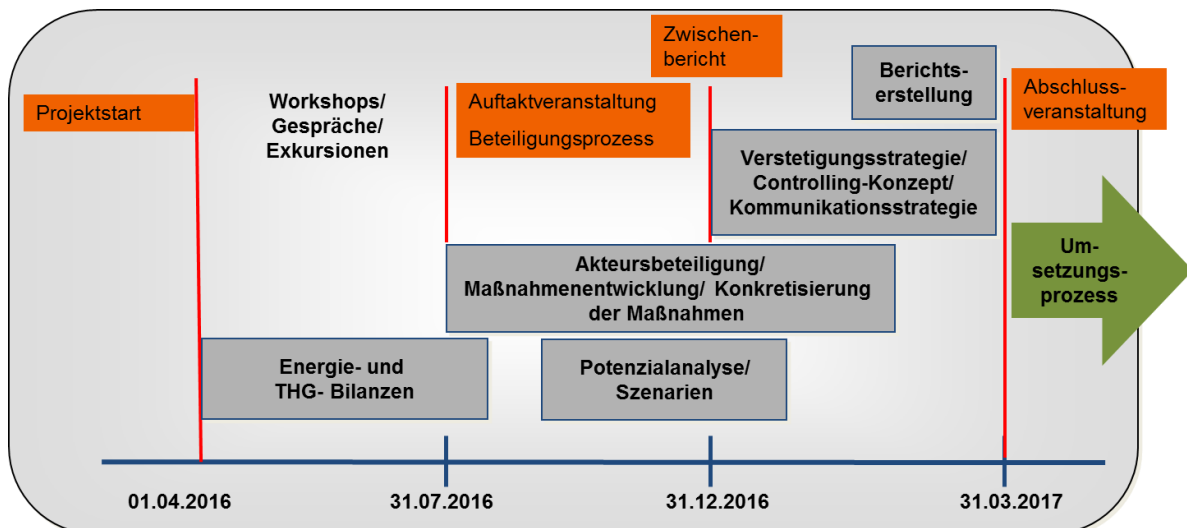 Zwischen-
bericht
Berichts-
erstellung
Abschluss-
veranstaltung
Projektstart
Workshops/
Gespräche/
Exkursionen
Auftaktveranstaltung
Beteiligungsprozess
Verstetigungsstrategie/
Controlling-Konzept/
Kommunikationsstrategie
Um-
setzungs-
prozess
Akteursbeteiligung/
Maßnahmenentwicklung/ Konkretisierung
der Maßnahmen
Energie- und
THG- Bilanzen
Potenzialanalyse/
Szenarien
01.04.2016
31.07.2016
31.12.2016
31.03.2017